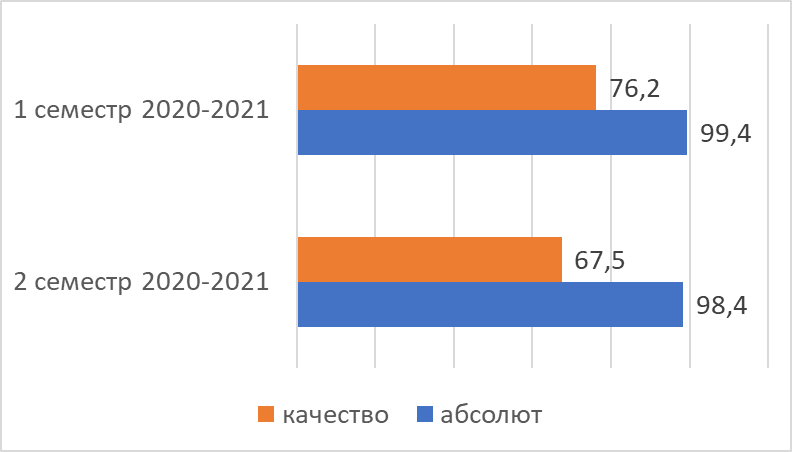 1 семестр 2020-2021
76,2
99,4
2 семестр 2020-2021
67,5
98,4
качество абсолют